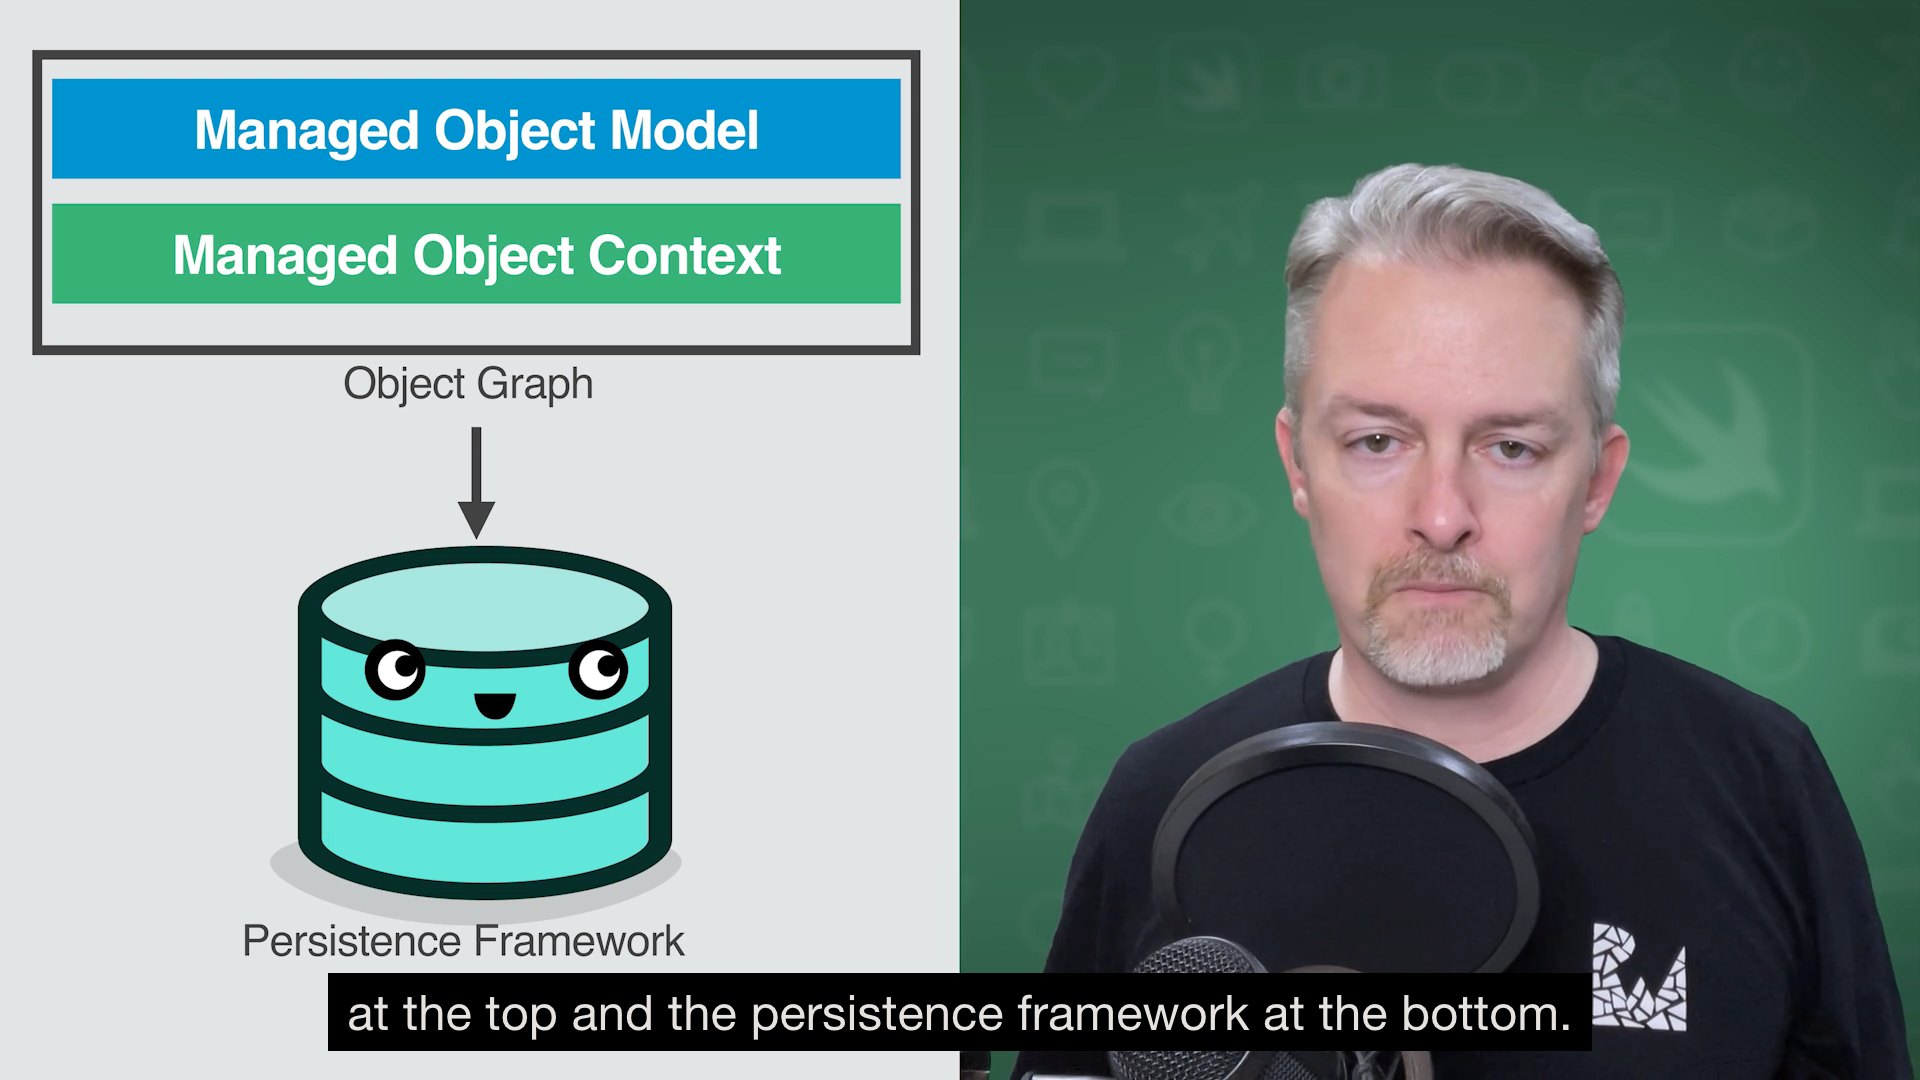 Managed Object Model
Managed Object Context
Object Graph
Persistence Framework
at the top and the persistence framework at the bottom.
RW